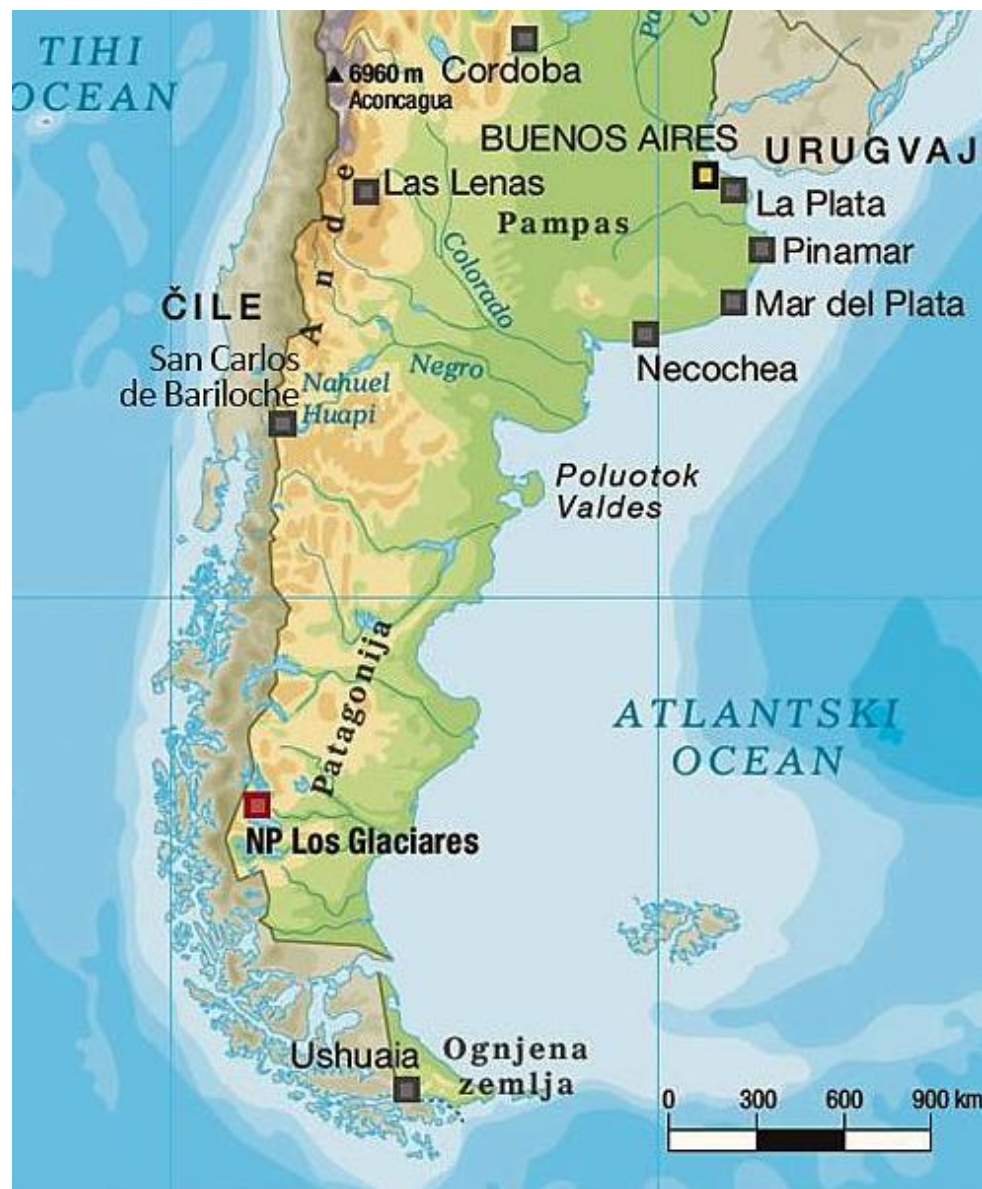 TIHI
OCEAN
Cordoba
6960 m
Aconcagua
BUENOS AIRES
URUGVAJ
Las Lenas
La Plata
Pampas
Pinamar
Colorado
Mar del Plata
ČILE
Ande
San Carlos
de Bariloche
Negro
Necochea
Nahuel
Huapi
Poluotok
Valdes
Patagonija
ATLANTSKI
OCEAN
NP Los Glaciares
Ushuaia
Ognjena
zemlja
0 300 600 900 km